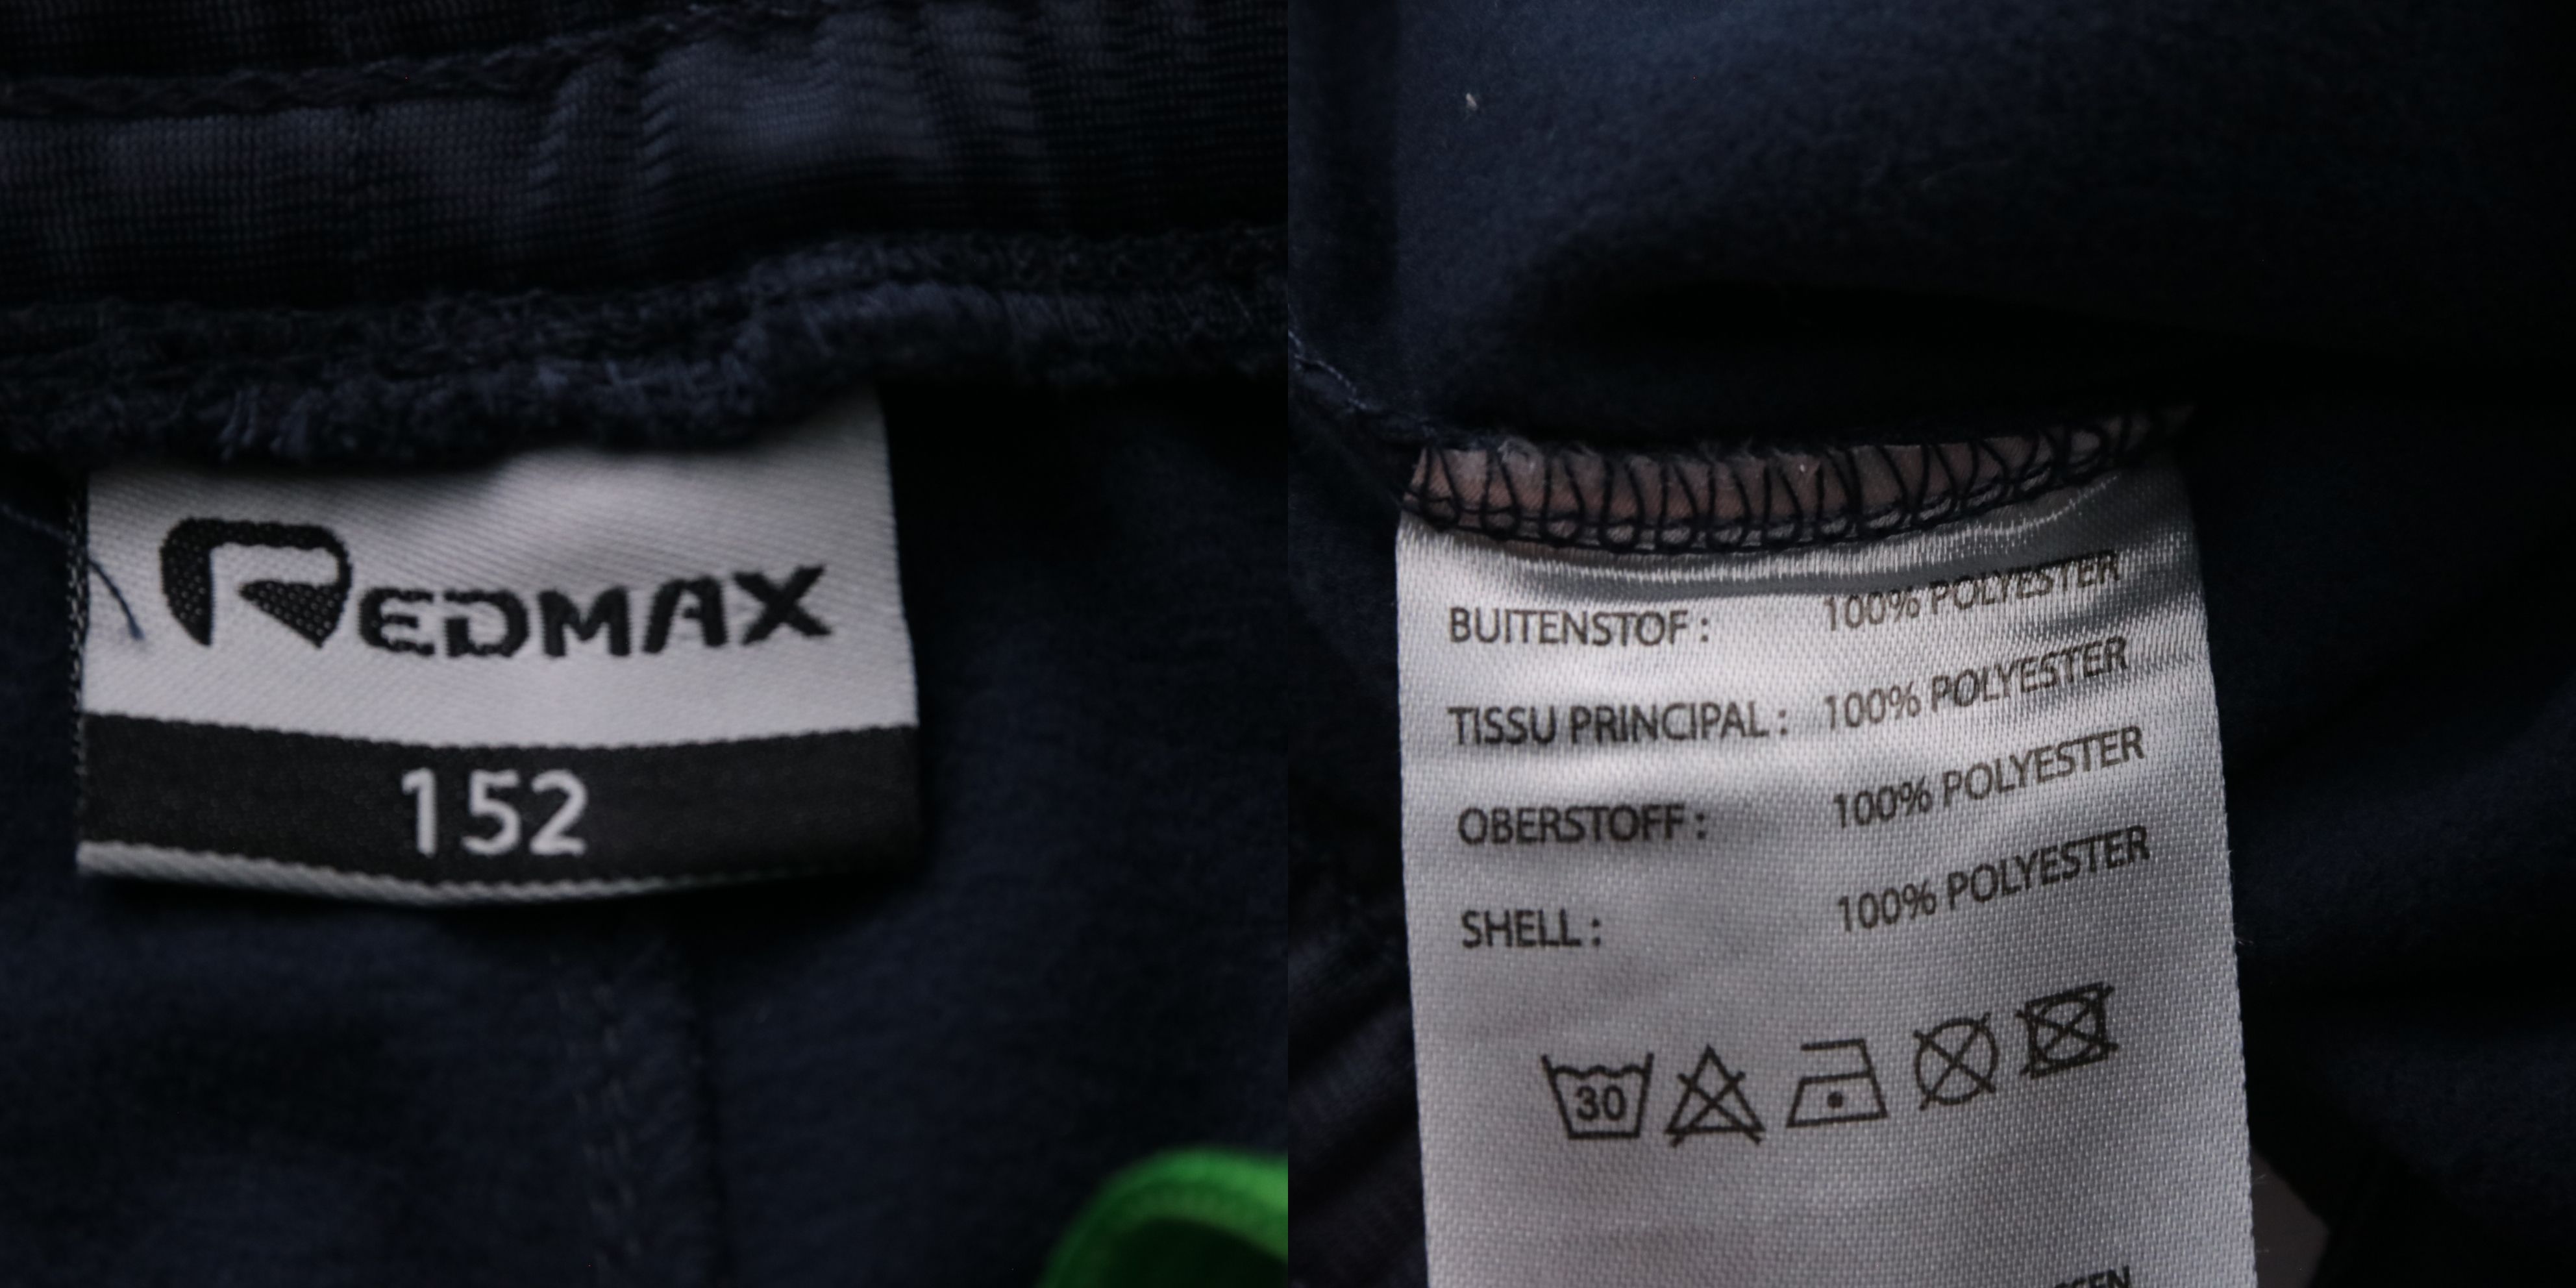 REDMAX
152
BUITENSTOF : 100% POLYESTER
TISSU PRINCIPAL : 100% POLYESTER
OBERSTOFF : 100% POLYESTER
SHELL : 100% POLYESTER
30